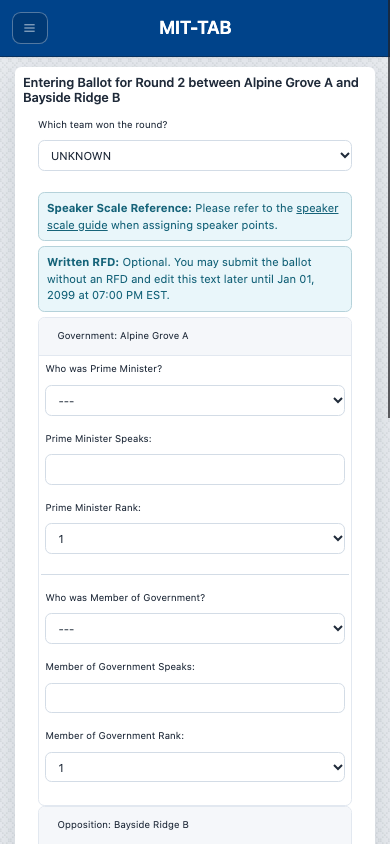 MIT-TAB
Entering Ballot for Round 2 between Alpine Grove A and
Bayside Ridge B
Which team won the round?
UNKNOWN
Speaker Scale Reference: Please refer to the speaker
scale guide when assigning speaker points.
Written RFD: Optional. You may submit the ballot
without an RFD and edit this text later until Jan 01,
2099 at 07:00 PM EST.
Government: Alpine Grove A
Who was Prime Minister?
---
Prime Minister Speaks:
Prime Minister Rank:
1
Who was Member of Government?
---
Member of Government Speaks:
Member of Government Rank:
1
Opposition: Bayside Ridge B